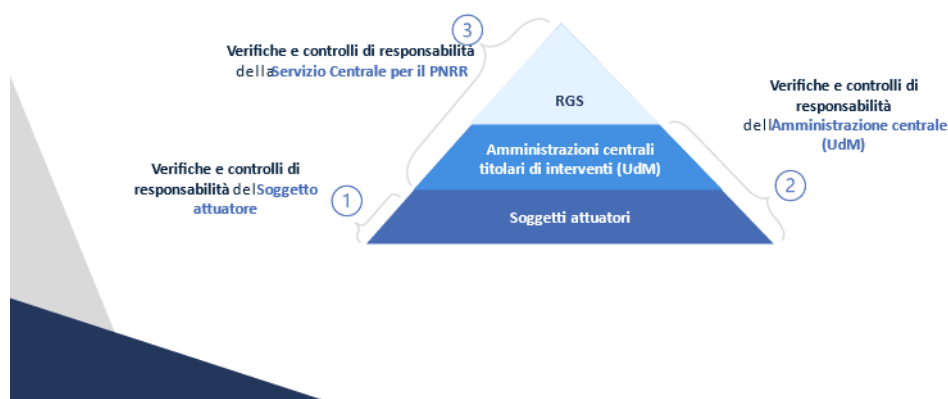 3
Verifiche e controlli di responsabilità
della Servizio Centrale per il PNRR
RGS
Verifiche e controlli di
responsabilità
dell Amministrazione centrale
(UdM)
Amministrazioni centrali
titolari di interventi (UdM)
Verifiche e controlli di
responsabilità del Soggetto
attuatore
1
2
Soggetti attuatori